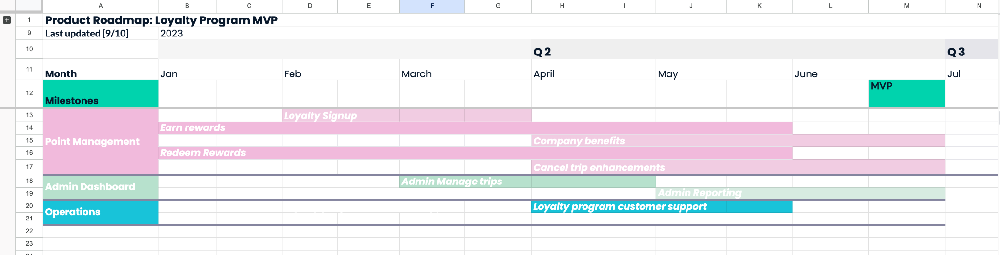 A B C D E F G H I J K L M N
1 Product Roadmap: Loyalty Program MVP
9 Last updated [9/10] 2023
10 Q 2 Q 3
11 Month Jan Feb March April May June Jul
12 Milestones MVP
13 Loyalty Signup
14 Earn rewards
Point Management
15 Company benefits
16 Redeem Rewards
17 Cancel trip enhancements
18 Admin Manage trips
Admin Dashboard
19 Admin Reporting
20 Loyalty program customer support
Operations
21
22
23